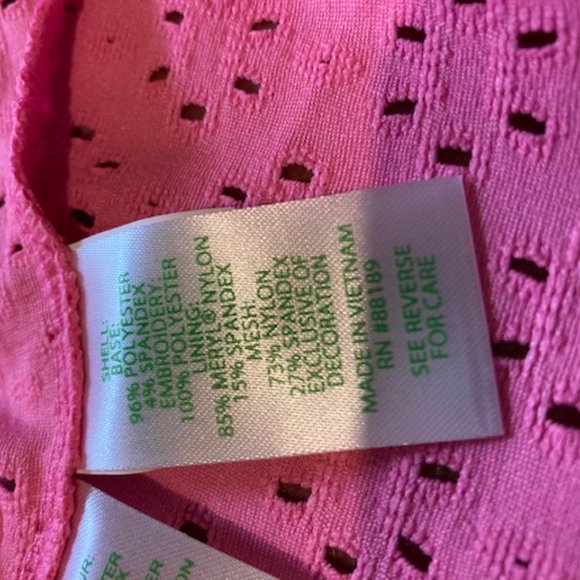 SHELL:
BASE:
96% POLYESTER
4% SPANDEX
EMBROIDERY:
100% POLYESTER
LINING:
85% MERYL® NYLON
15% SPANDEX
MESH:
73% NYLON
27% SPANDEX
EXCLUSIVE OF
DECORATION
MADE IN VIETNAM
RN #88189
SEE REVERSE
FOR CARE